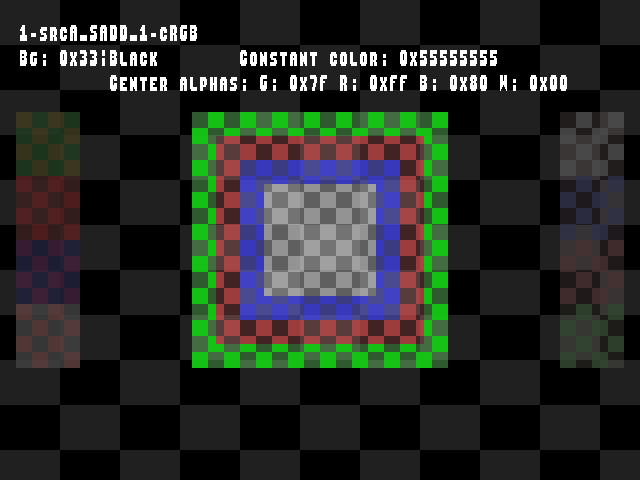 1-srcA_SADD_1-cRGB
Bg: 0x33¦Black Constant color: 0x55555555
Center alphas: G: 0x7f R: 0xff B: 0x80 W: 0x00